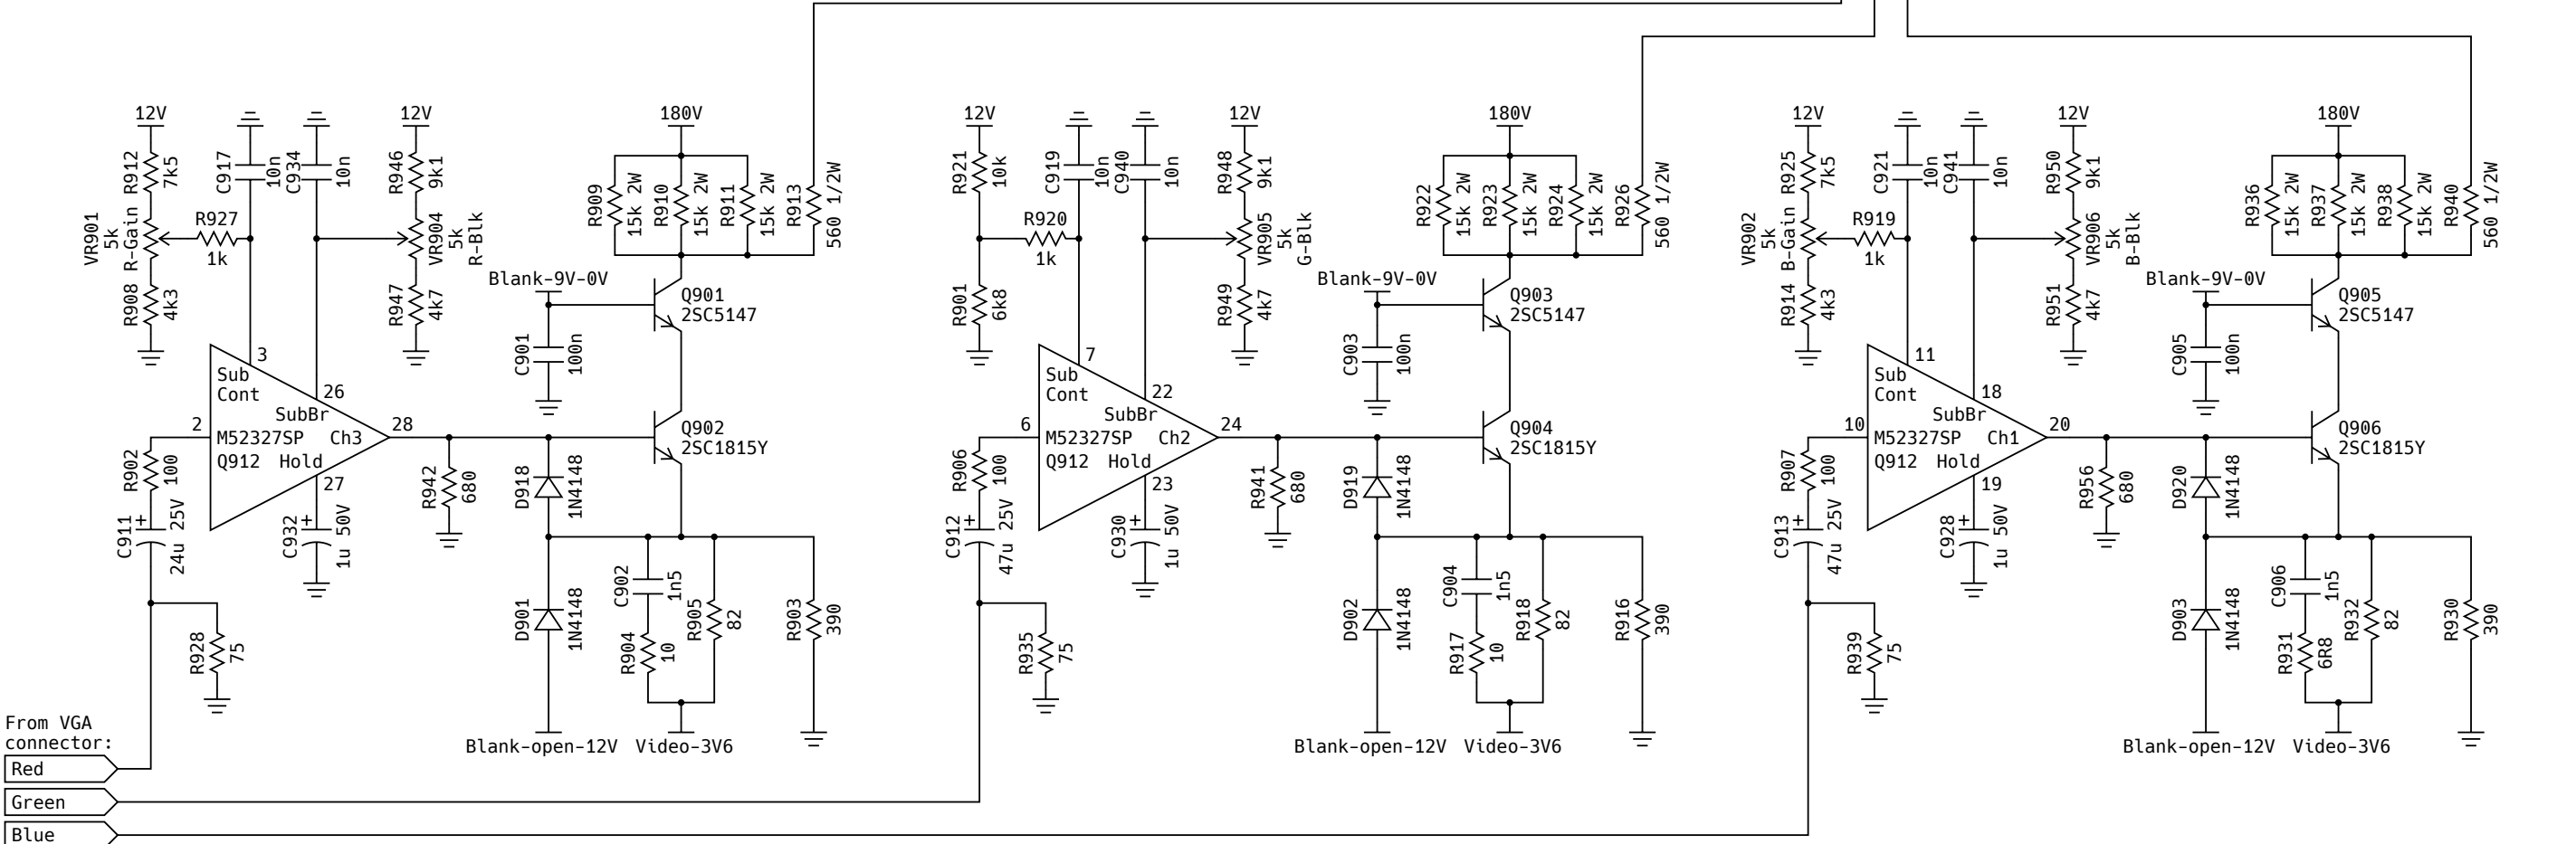 12V
R912
7k5
VR901
5k
R-Gain
R908
4k3
C917
10n
C934
10n
R927
1k
12V
R946
9k1
VR904
5k
R-Blk
R947
4k7
3
Sub
Cont
26
SubBr
2
M52327SP
Ch3
28
Q912
Hold
27
R902
100
C911
24u 25V
C932
1u 50V
R928
75
R942
680
180V
R909
15k 2W
R910
15k 2W
R911
15k 2W
R913
560 1/2W
Blank-9V-0V
C901
100n
Q901
2SC5147
Q902
2SC1815Y
D918
1N4148
D901
1N4148
C902
1n5
R904
10
R905
82
R903
390
Blank-open-12V
Video-3V6
12V
R921
10k
R901
6k8
C919
10n
C940
10n
R920
1k
12V
R948
9k1
VR905
5k
G-Blk
R949
4k7
7
Sub
Cont
22
SubBr
6
M52327SP
Ch2
24
Q912
Hold
23
R906
100
C912
47u 25V
C930
1u 50V
R935
75
R941
680
180V
R922
15k 2W
R923
15k 2W
R924
15k 2W
R926
560 1/2W
Blank-9V-0V
C903
100n
Q903
2SC5147
Q904
2SC1815Y
D919
1N4148
D902
1N4148
C904
1n5
R917
10
R918
82
R916
390
Blank-open-12V
Video-3V6
12V
R925
7k5
VR902
5k
B-Gain
R914
4k3
C921
10n
C941
10n
R919
1k
12V
R950
9k1
VR906
5k
B-Blk
R951
4k7
11
Sub
Cont
18
SubBr
10
M52327SP
Ch1
20
Q912
Hold
19
R907
100
C913
47u 25V
C928
1u 50V
R939
75
R956
680
180V
R936
15k 2W
R937
15k 2W
R938
15k 2W
R940
560 1/2W
Blank-9V-0V
C905
100n
Q905
2SC5147
Q906
2SC1815Y
D920
1N4148
D903
1N4148
C906
1n5
R931
6R8
R932
82
R930
390
Blank-open-12V
Video-3V6
From VGA
connector:
Red
Green
Blue